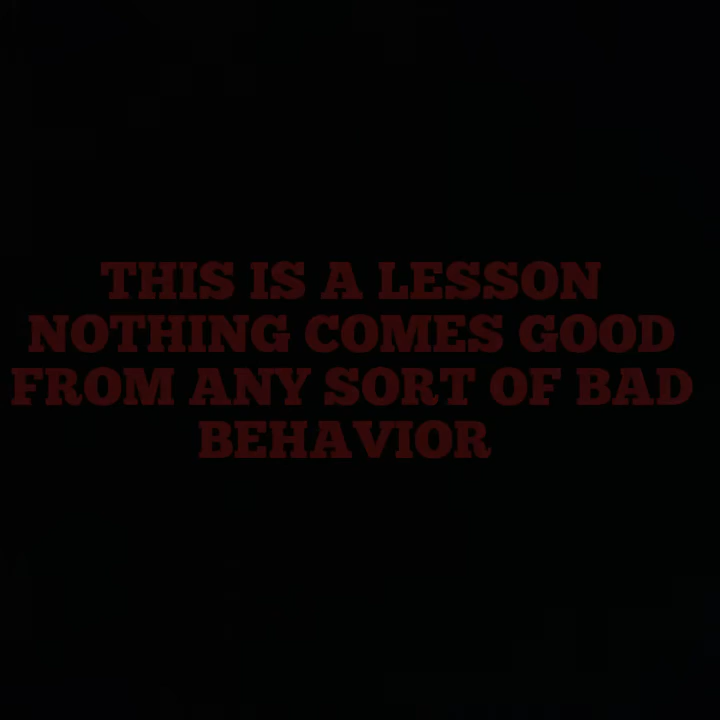 THIS IS A LESSON
NOTHING COMES GOOD
FROM ANY SORT OF BAD
BEHAVIOR